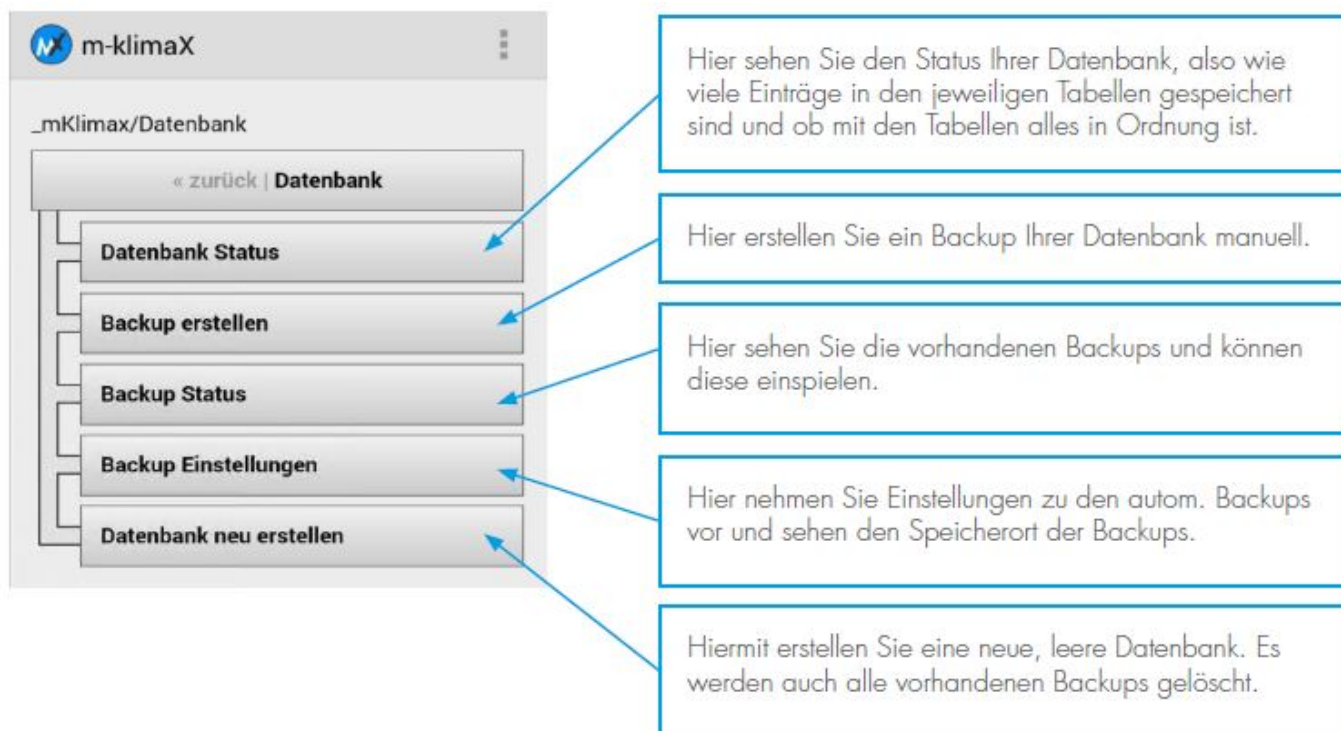 m-klimaX
_mKlimax/Datenbank
« zurück | Datenbank
Datenbank Status
Backup erstellen
Backup Status
Backup Einstellungen
Datenbank neu erstellen
Hier sehen Sie den Status Ihrer Datenbank, also wie
viele Einträge in den jeweiligen Tabellen gespeichert
sind und ob mit den Tabellen alles in Ordnung ist.
Hier erstellen Sie ein Backup Ihrer Datenbank manuell.
Hier sehen Sie die vorhandenen Backups und können
diese einspielen.
Hier nehmen Sie Einstellungen zu den autom. Backups
vor und sehen den Speicherort der Backups.
Hiermit erstellen Sie eine neue, leere Datenbank. Es
werden auch alle vorhandenen Backups gelöscht.